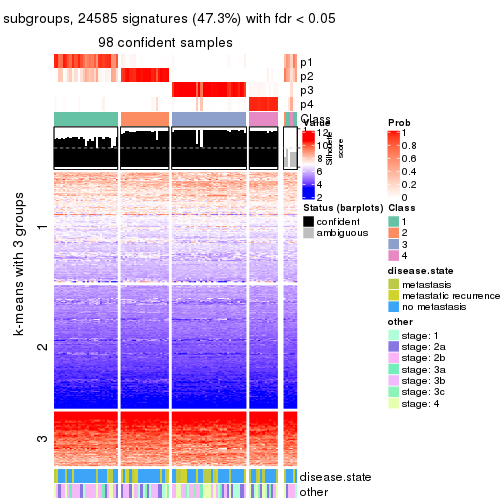 subgroups, 24585 signatures (47.3%) with fdr < 0.05
98 confident samples
p1
p2
p3
p4
Class
1
Silhouette
score
k-means with 3 groups
1
2
3
disease.state
other
Value
12
10
8
6
4
2
Status (barplots)
confident
ambiguous
Prob
1
0.8
0.6
0.4
0.2
0
Class
1
2
3
4
disease.state
metastasis
metastatic recurrence
no metastasis
other
stage: 1
stage: 2a
stage: 2b
stage: 3a
stage: 3b
stage: 3c
stage: 4